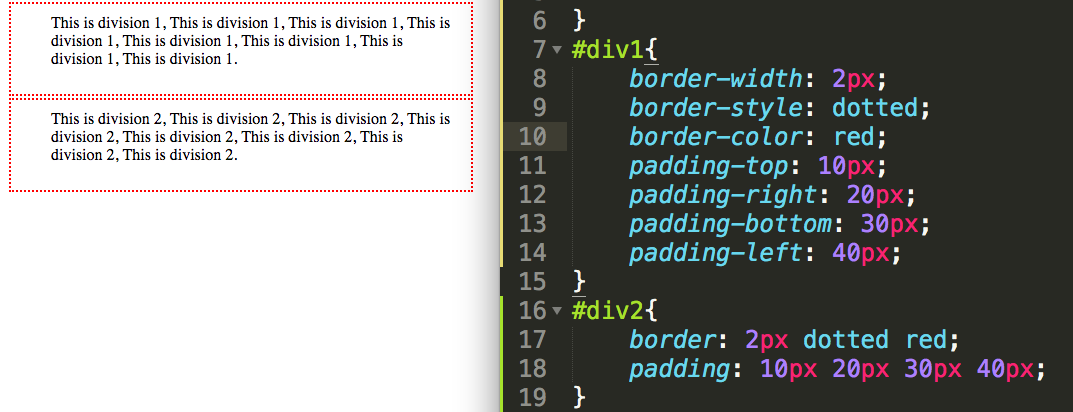 This is division 1, This is division 1, This is division 1, This is
division 1, This is division 1, This is division 1, This is
division 1, This is division 1.
This is division 2, This is division 2, This is division 2, This is
division 2, This is division 2, This is division 2, This is
division 2, This is division 2.
6 }
7 #div1{
8 border-width: 2px;
9 border-style: dotted;
10 border-color: red;
11 padding-top: 10px;
12 padding-right: 20px;
13 padding-bottom: 30px;
14 padding-left: 40px;
15 }
16 #div2{
17 border: 2px dotted red;
18 padding: 10px 20px 30px 40px;
19 }